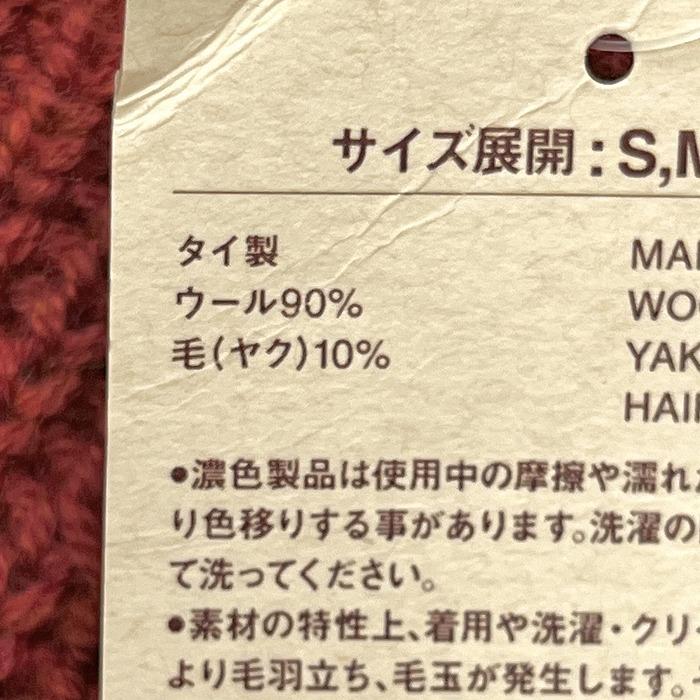 サイズ展開：S,M
タイ製
ウール90%
毛(ヤク)10%
MA
WO
YAK
HAI
●濃色製品は使用中の摩擦や濡れ
り色移りする事があります。洗濯の
て洗ってください。
●素材の特性上、着用や洗濯・クリ
より毛羽立ち、毛玉が発生します。